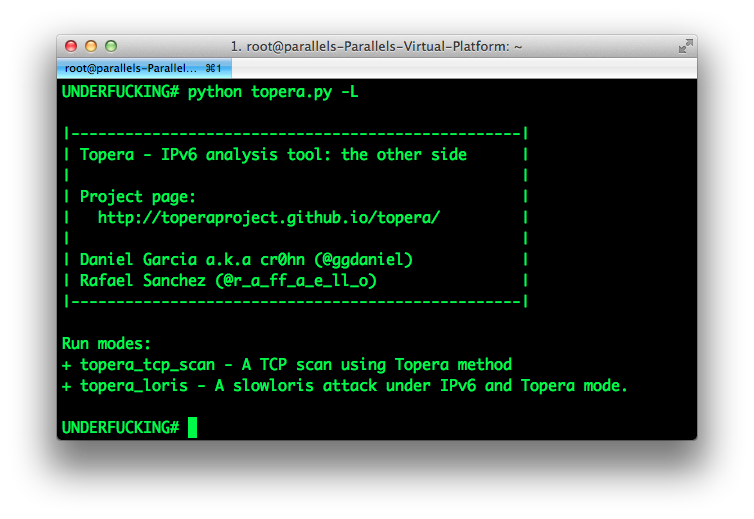 1. root@parallels-Parallels-Virtual-Platform: ~
root@parallels-Parallel... ⌘1
UNDERFUCKING# python topera.py -L
|--------------------------------------------------|
| Topera - IPv6 analysis tool: the other side |
| |
| Project page: |
| http://toperaproject.github.io/topera/ |
| |
| Daniel Garcia a.k.a cr0hn (@ggdaniel) |
| Rafael Sanchez (@r_a_ff_a_e_ll_o) |
|--------------------------------------------------|
Run modes:
+ topera_tcp_scan - A TCP scan using Topera method
+ topera_loris - A slowloris attack under IPv6 and Topera mode.
UNDERFUCKING#